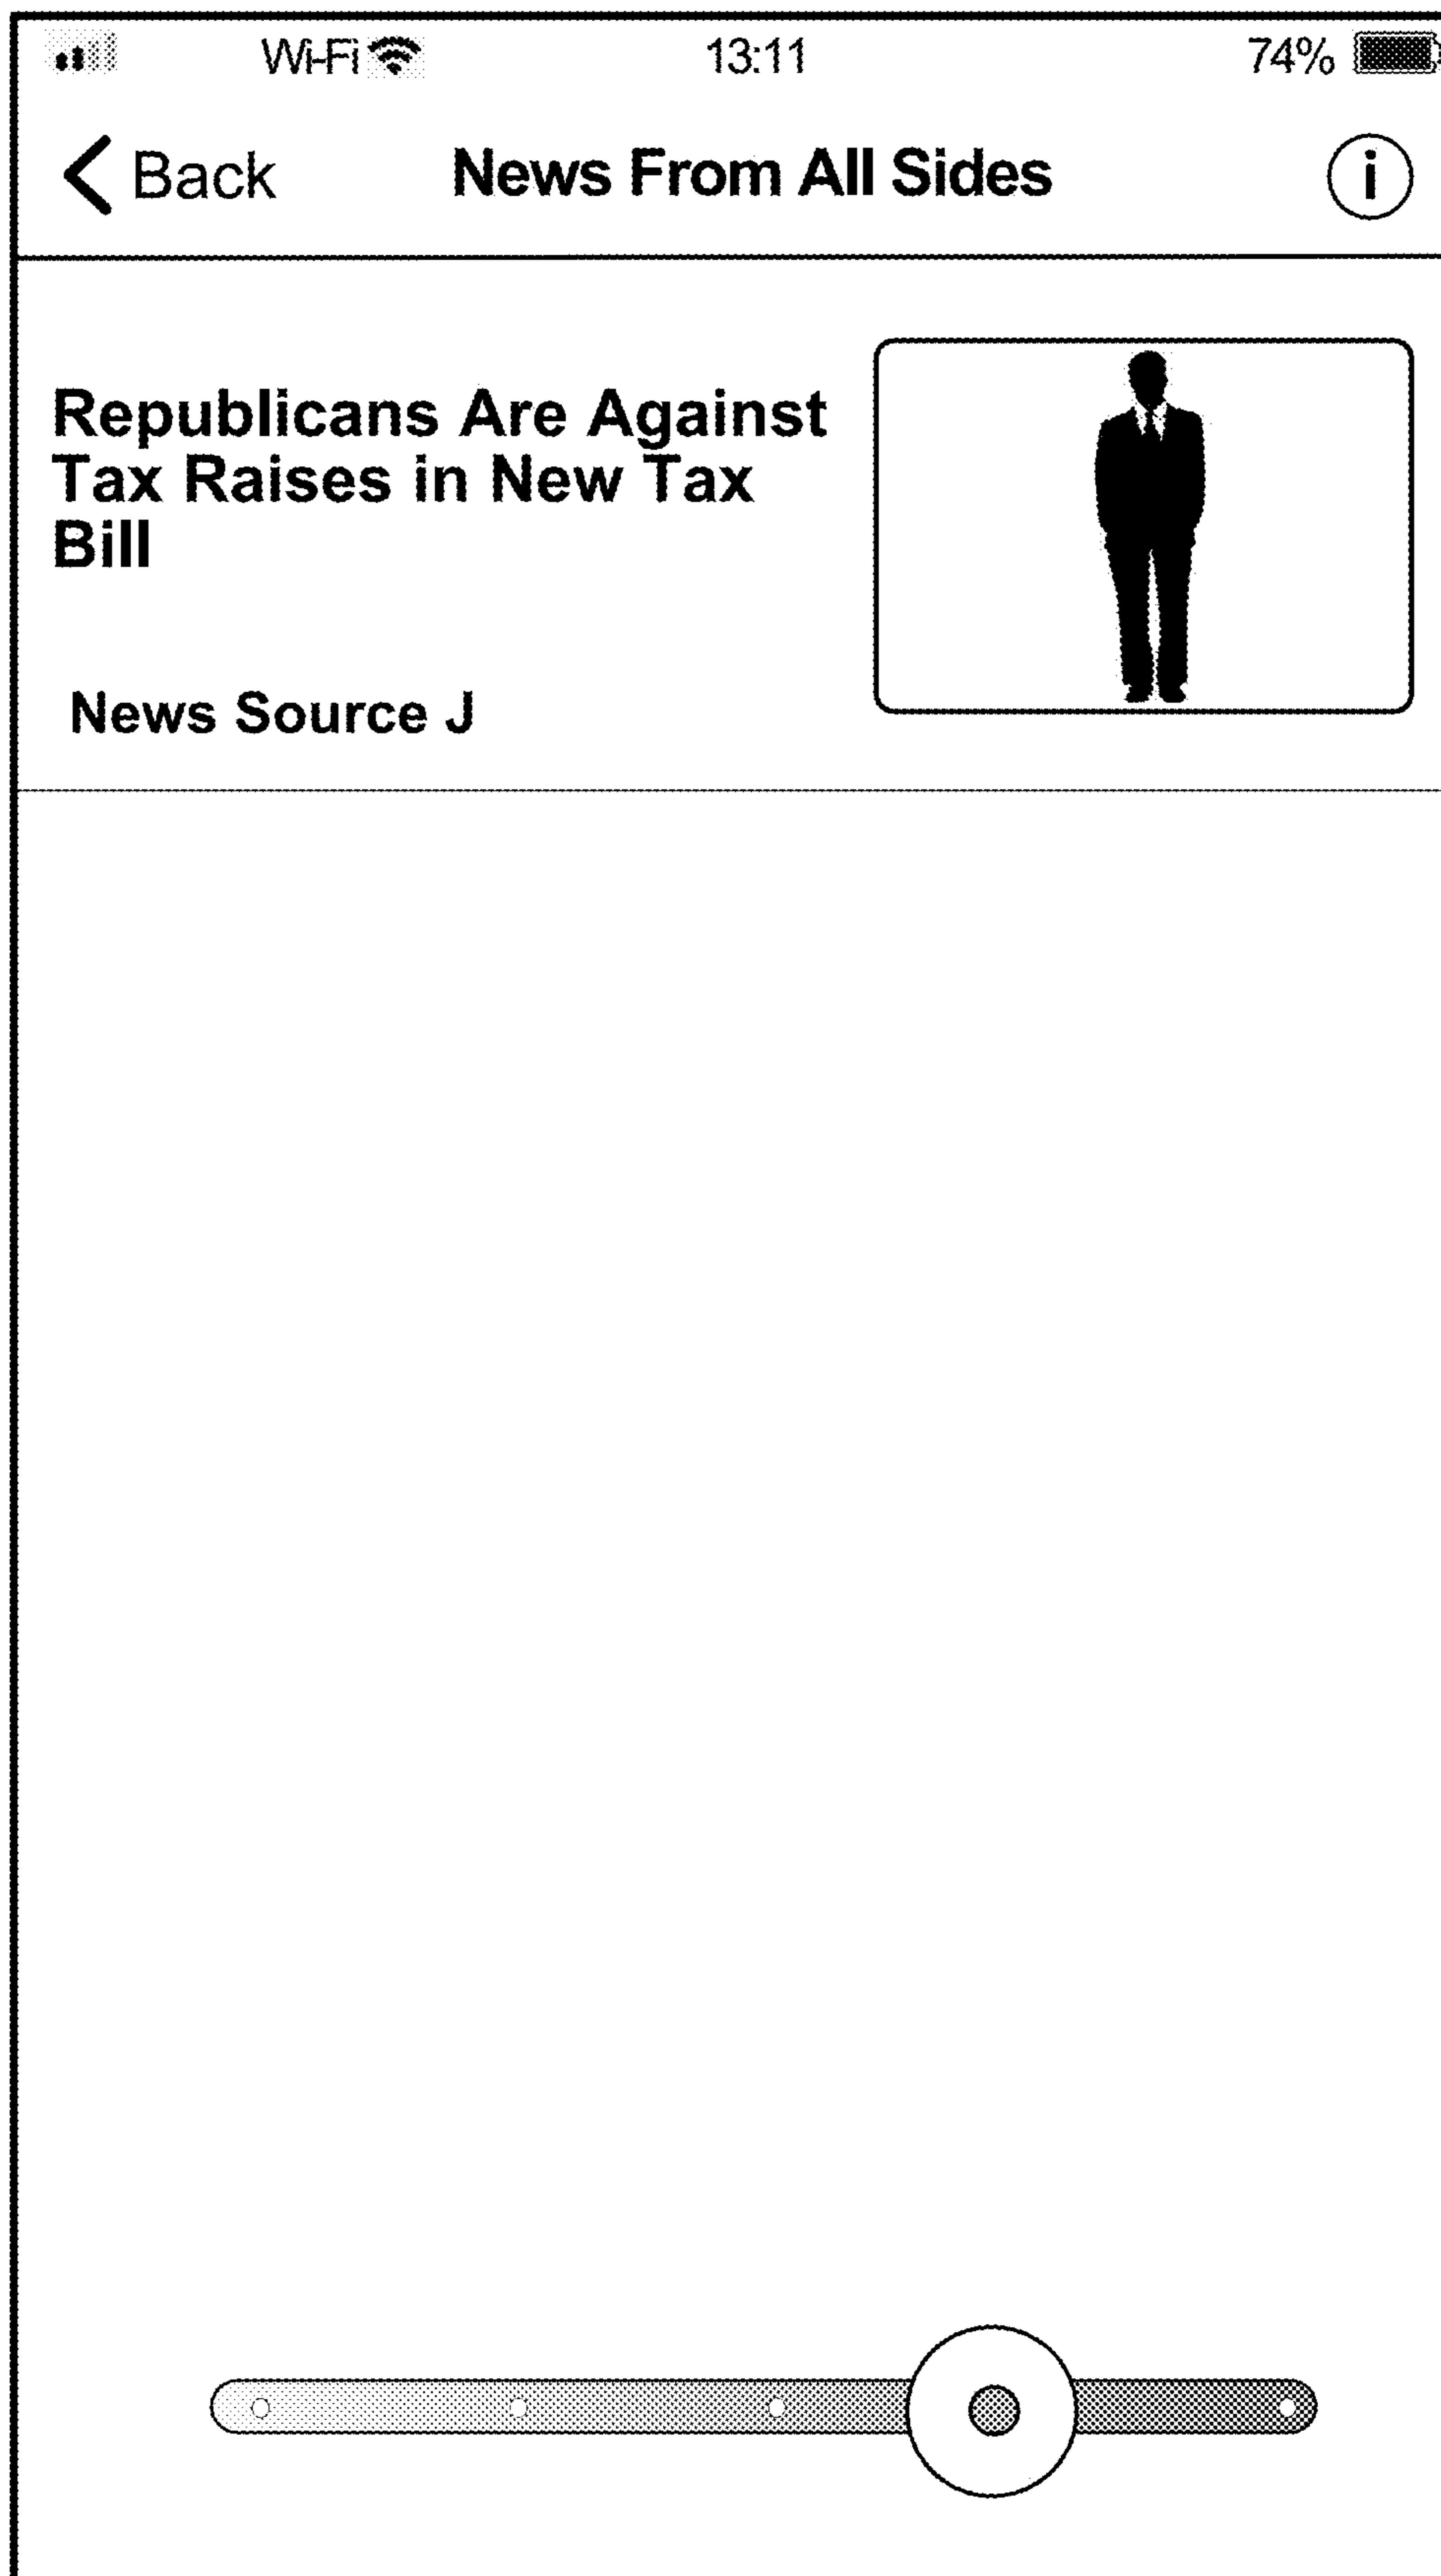 Wi-Fi 13:11 74%
Back News From All Sides i
Republicans Are Against
Tax Raises in New Tax
Bill
News Source J